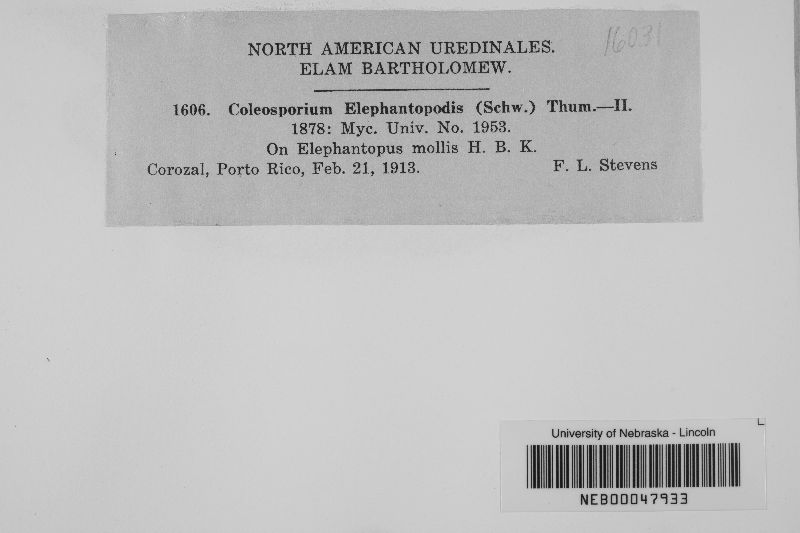 16031
NORTH AMERICAN UREDINALES.
ELAM BARTHOLOMEW.
1606. Coleosporium Elephantopodis (Schw.) Thum.—II.
1878: Myc. Univ. No. 1953.
On Elephantopus mollis H. B. K.
Corozal, Porto Rico, Feb. 21, 1913. F. L. Stevens
University of Nebraska - Lincoln
NEB00047933